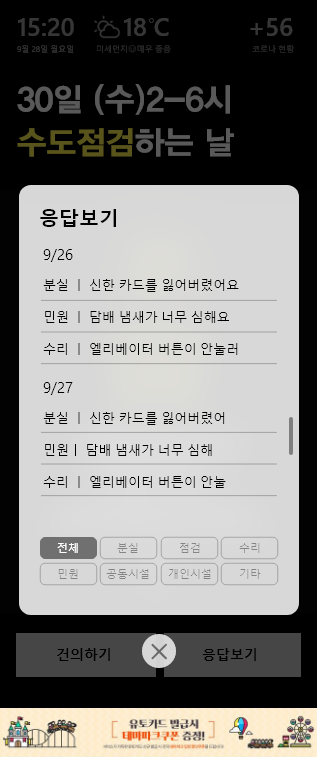 15:20
18℃
+56
9월 28일 월요일
미세먼지☺매우 좋음
코로나 현황
30일 (수)2-6시
수도점검하는 날
응답보기
9/26
분실 | 신한 카드를 잃어버렸어요
민원 | 담배 냄새가 너무 심해요
수리 | 엘리베이터 버튼이 안눌러
9/27
분실 | 신한 카드를 잃어버렸어
민원 | 담배 냄새가 너무 심해
수리 | 엘리베이터 버튼이 안눌
전체 분실 점검 수리
민원 공동시설 개인시설 기타
건의하기
응답보기
유토카드 발급시
네이마크쿠폰 증정!